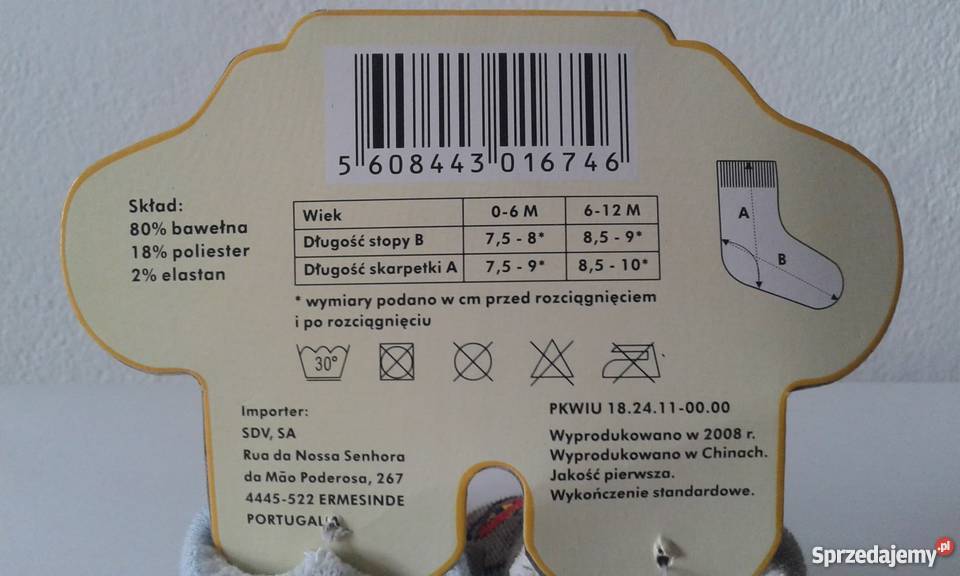 5 608443 016746
Skład:
80% bawełna
18% poliester
2% elastan
Wiek 0-6 M 6-12 M
Długość stopy B 7,5 - 8* 8,5 - 9*
Długość skarpetki A 7,5 - 9* 8,5 - 10*
* wymiary podano w cm przed rozciągnięciem
i po rozciągnięciu
A
B
30°
Importer:
SDV, SA
Rua da Nossa Senhora
da Mão Poderosa, 267
4445-522 ERMESINDE
PORTUGALIA
PKWIU 18.24.11-00.00
Wyprodukowano w 2008 r.
Wyprodukowano w Chinach.
Jakość pierwsza.
Wykończenie standardowe.
Sprzedajemy.pl